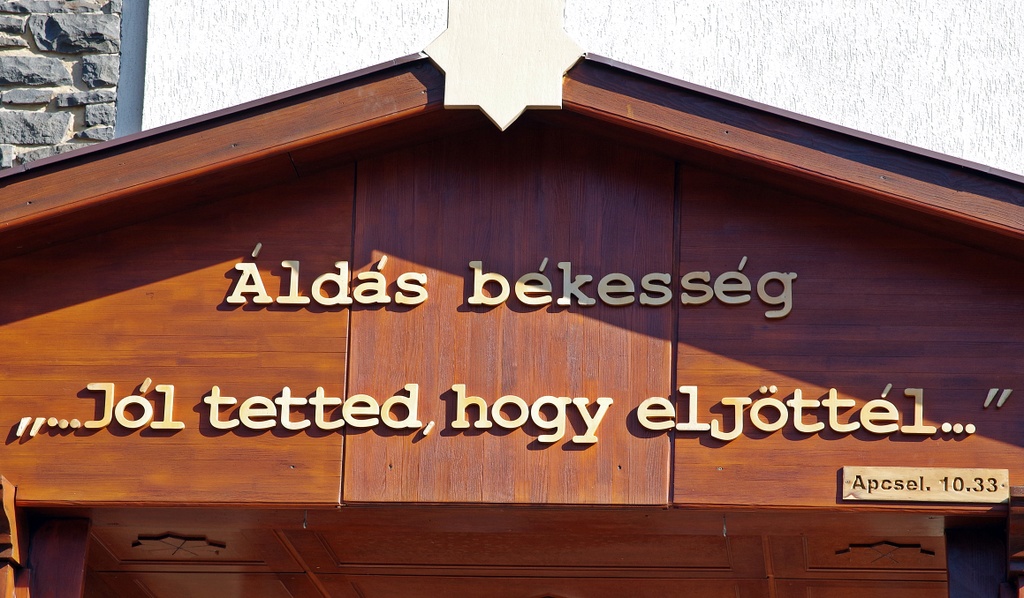 Áldás békesség
„...Jól tetted, hogy eljöttél...”
Apcsel. 10.33